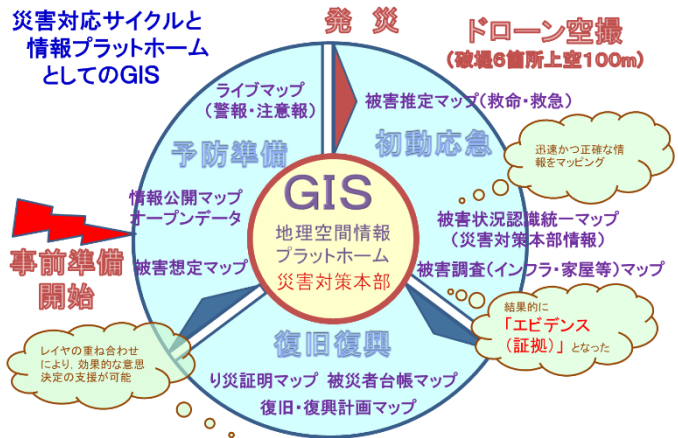 災害対応サイクルと
情報プラットホーム
としてのGIS
発 災
ドローン空撮
(破堤6箇所上空100m)
ライブマップ
(警報・注意報)
被害推定マップ(救命・救急)
予防準備
初動応急
迅速かつ正確な情
報をマッピング
GIS
地理空間情報
プラットホーム
災害対策本部
情報公開マップ
オープンデータ
被害状況認識統一マップ
(災害対策本部情報)
事前準備
開始
被害想定マップ
被害調査(インフラ・家屋等)マップ
結果的に
「エビデンス
(証拠)」となった
復旧復興
レイヤの重ね合わせ
により、効果的な意思
決定の支援が可能
り災証明マップ 被災者台帳マップ
復旧・復興計画マップ